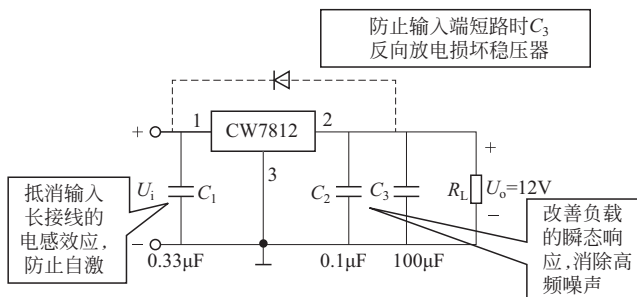 防止输入端短路时C₃
反向放电损坏稳压器
1
CW7812
2
3
+
+
抵消输入
长接线的
电感效应,
防止自激
Uᵢ
C₁
C₂
C₃
R_L
Uₒ=12V
−
−
0.33μF
0.1μF
100μF
改善负载
的瞬态响
应,消除高
频噪声